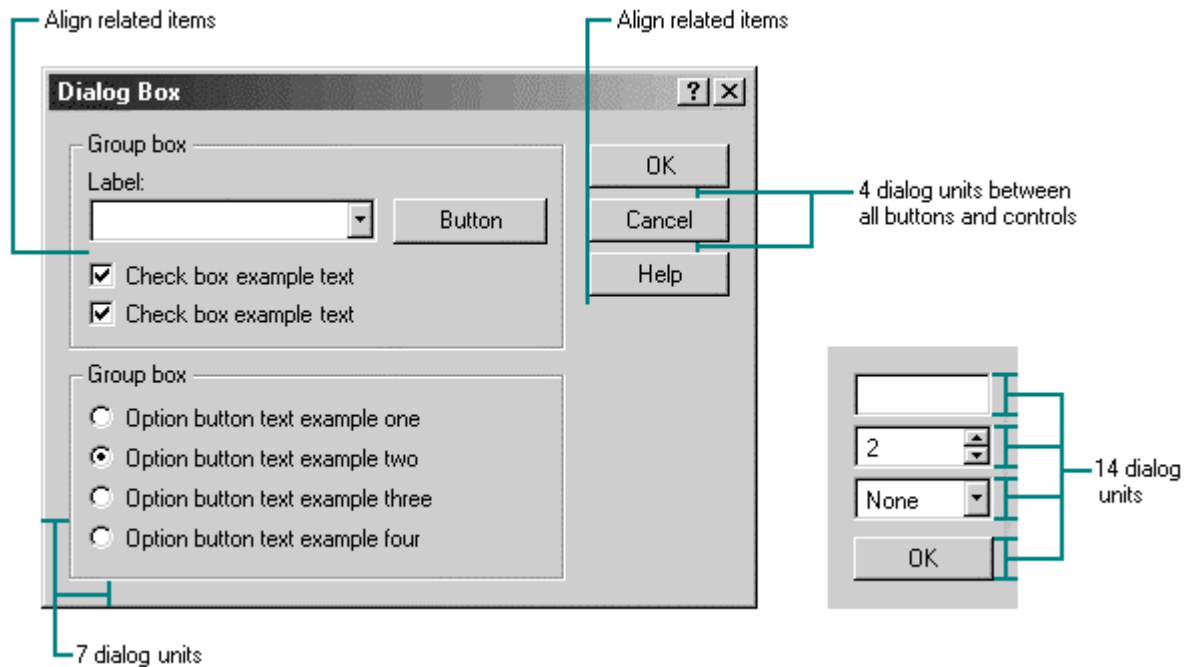 Align related items
Align related items
Dialog Box
?
Group box
Label:
Button
Check box example text
Check box example text
OK
Cancel
Help
4 dialog units between
all buttons and controls
Group box
Option button text example one
Option button text example two
Option button text example three
Option button text example four
7 dialog units
2
None
OK
14 dialog
units